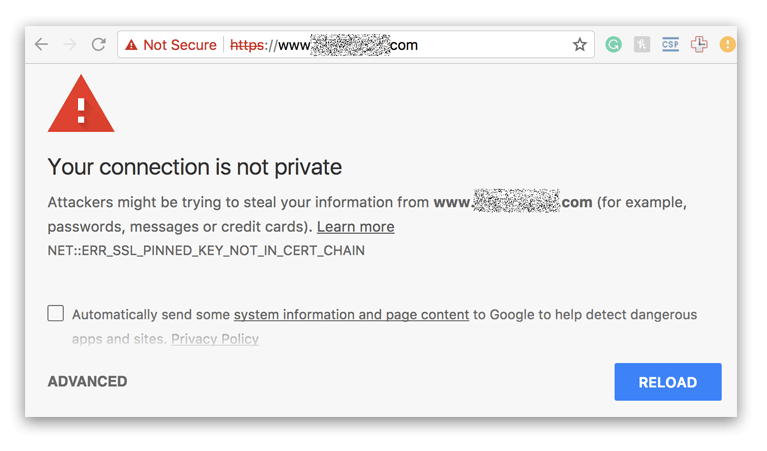 Not Secure https://www. com CSP
Your connection is not private
Attackers might be trying to steal your information from www. .com (for example,
passwords, messages or credit cards). Learn more
NET::ERR_SSL_PINNED_KEY_NOT_IN_CERT_CHAIN
Automatically send some system information and page content to Google to help detect dangerous
apps and sites. Privacy Policy
ADVANCED
RELOAD